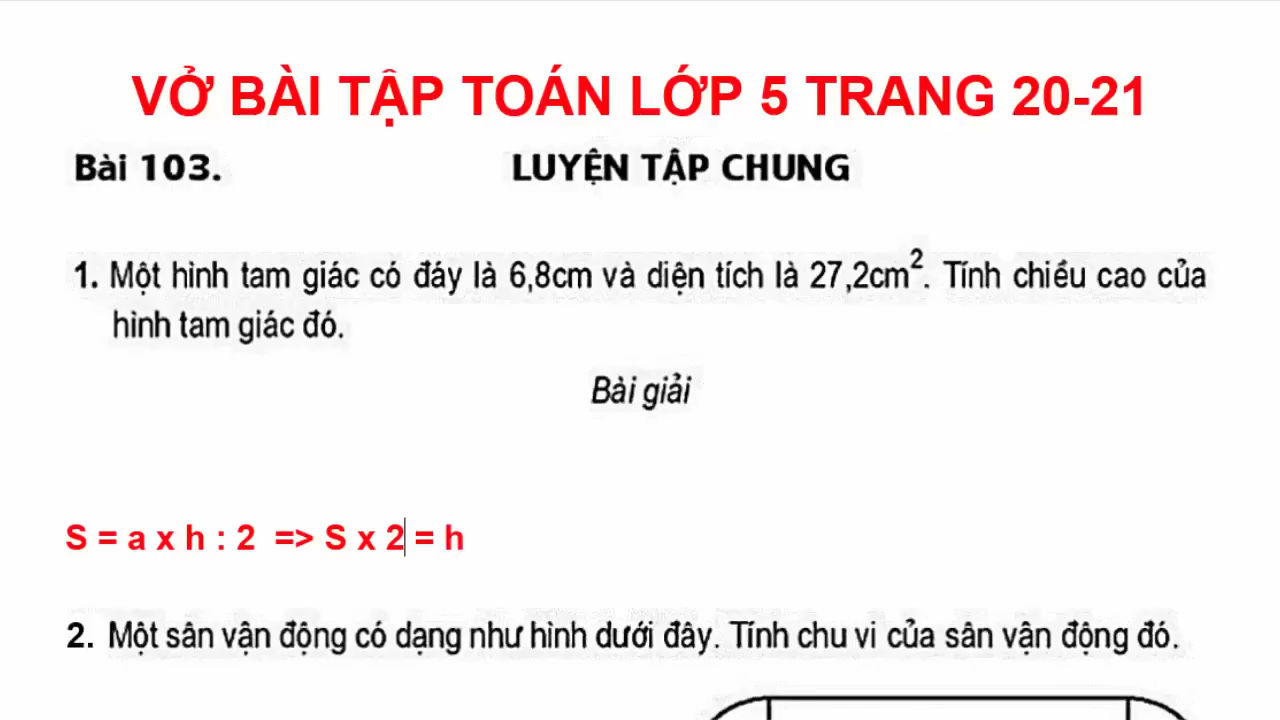 VỞ BÀI TẬP TOÁN LỚP 5 TRANG 20-21
Bài 103. LUYỆN TẬP CHUNG
1. Một hình tam giác có đáy là 6,8cm và diện tích là 27,2cm². Tính chiều cao của
hình tam giác đó.
Bài giải
S = a x h : 2 => S x 2 = h
2. Một sân vận động có dạng như hình dưới đây. Tính chu vi của sân vận động đó.